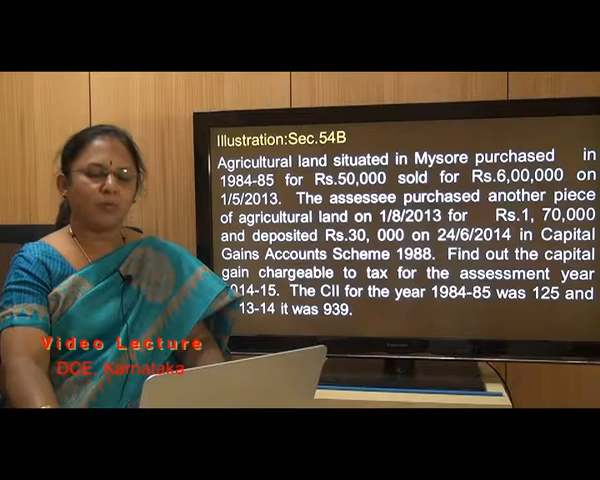 Illustration:Sec.54B
Agricultural land situated in Mysore purchased in
1984-85 for Rs.50,000 sold for Rs.6,00,000 on
1/5/2013. The assessee purchased another piece
of agricultural land on 1/8/2013 for Rs.1, 70,000
and deposited Rs.30, 000 on 24/6/2014 in Capital
Gains Accounts Scheme 1988. Find out the capital
gain chargeable to tax for the assessment year
014-15. The CII for the year 1984-85 was 125 and
13-14 it was 939.
Video Lecture
DCE, Karnataka